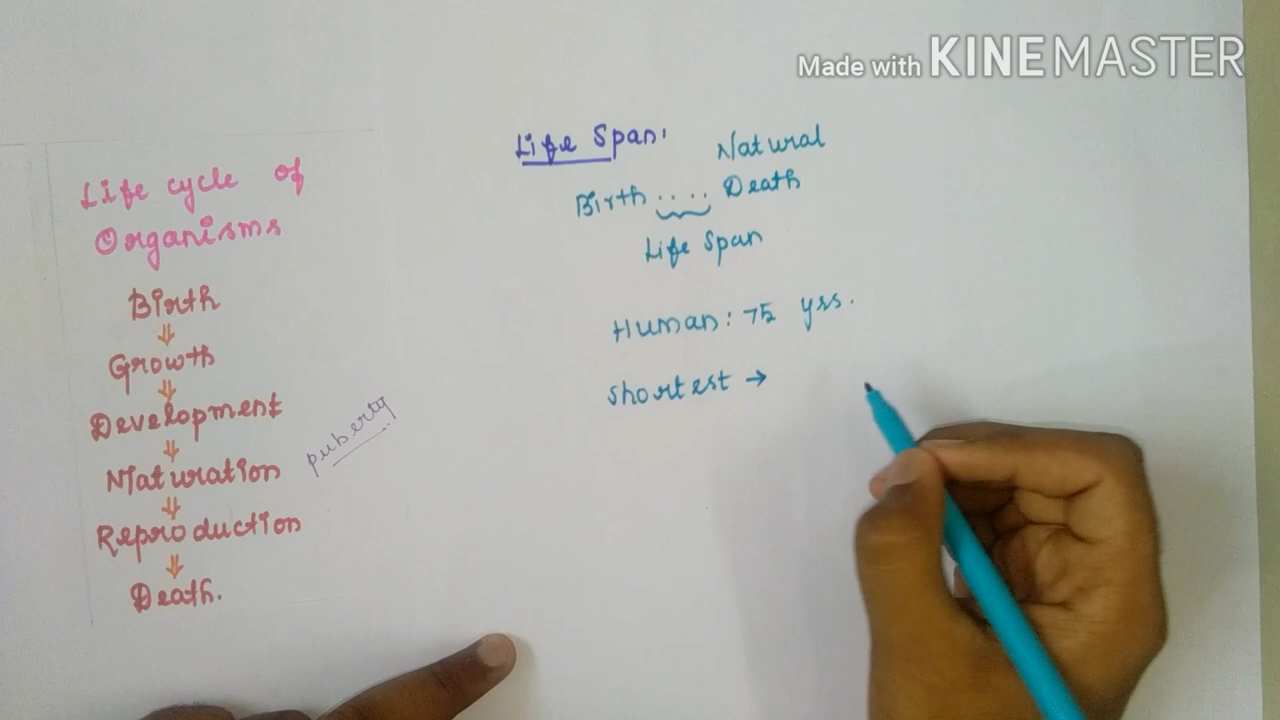 Made with KINEMASTER
Life cycle of
Organisms
Birth
⇓
Growth
⇓
Development
⇓
Maturation
puberty
⇓
Reproduction
⇓
Death.
Life Span:
Natural
Birth .... Death
Life Span
Human: 75 yrs.
Shortest →